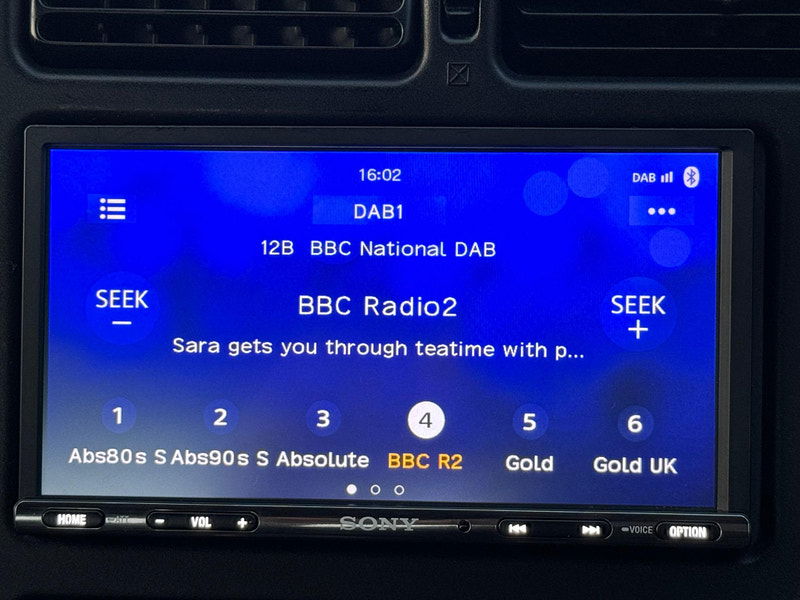 16:02
DAB
DAB1
12B BBC National DAB
SEEK
−
BBC Radio2
SEEK
+
Sara gets you through teatime with p...
1 2 3 4 5 6
Abs80s S Abs90s S Absolute BBC R2 Gold Gold UK
HOME ATT − VOL + SONY VOICE OPTION